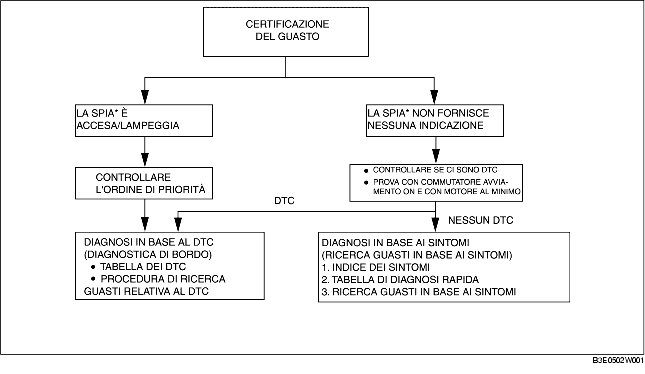 CERTIFICAZIONE
DEL GUASTO
LA SPIA* È
ACCESA/LAMPEGGIA
LA SPIA* NON FORNISCE
NESSUNA INDICAZIONE
CONTROLLARE
L'ORDINE DI PRIORITÀ
● CONTROLLARE SE CI SONO DTC
● PROVA CON COMMUTATORE AVVIA-
MENTO ON E CON MOTORE AL MINIMO
DTC
NESSUN DTC
DIAGNOSI IN BASE AL DTC
(DIAGNOSTICA DI BORDO)
● TABELLA DEI DTC
● PROCEDURA DI RICERCA
GUASTI RELATIVA AL DTC
DIAGNOSI IN BASE AI SINTOMI
(RICERCA GUASTI IN BASE AI SINTOMI)
1. INDICE DEI SINTOMI
2. TABELLA DI DIAGNOSI RAPIDA
3. RICERCA GUASTI IN BASE AI SINTOMI
B3E0502W001